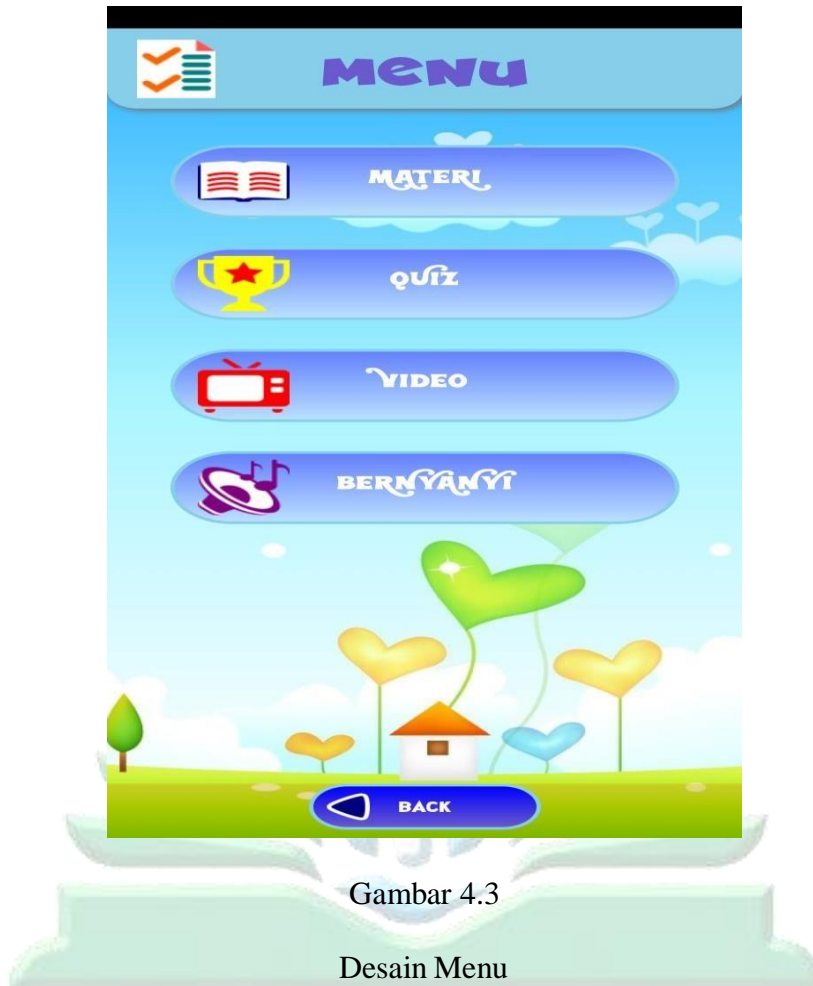 MENU
MATERI
QUIZ
VIDEO
BERNYANYI
BACK
Gambar 4.3
Desain Menu